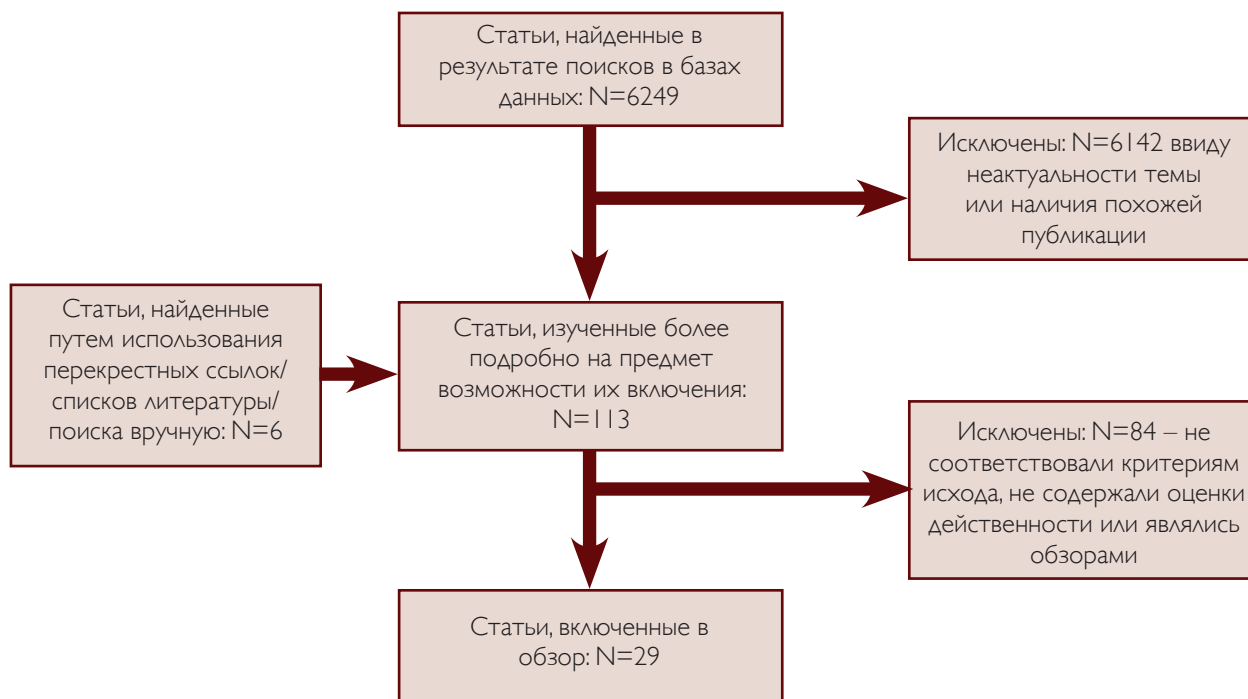 Статьи, найденные в
результате поисков в базах
данных: N=6249
Исключены: N=6142 ввиду
неактуальности темы
или наличия похожей
публикации
Статьи, найденные
путем использования
перекрестных ссылок/
списков литературы/
поиска вручную: N=6
Статьи, изученные более
подробно на предмет
возможности их включения:
N=113
Исключены: N=84 – не
соответствовали критериям
исхода, не содержали оценки
действенности или являлись
обзорами
Статьи, включенные в
обзор: N=29